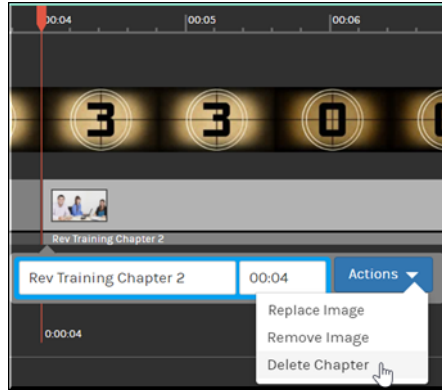 00:04 00:05 00:06
3 3 0
Rev Training Chapter 2
Rev Training Chapter 2 00:04 Actions
Replace Image
0:00:04
Remove Image
Delete Chapter